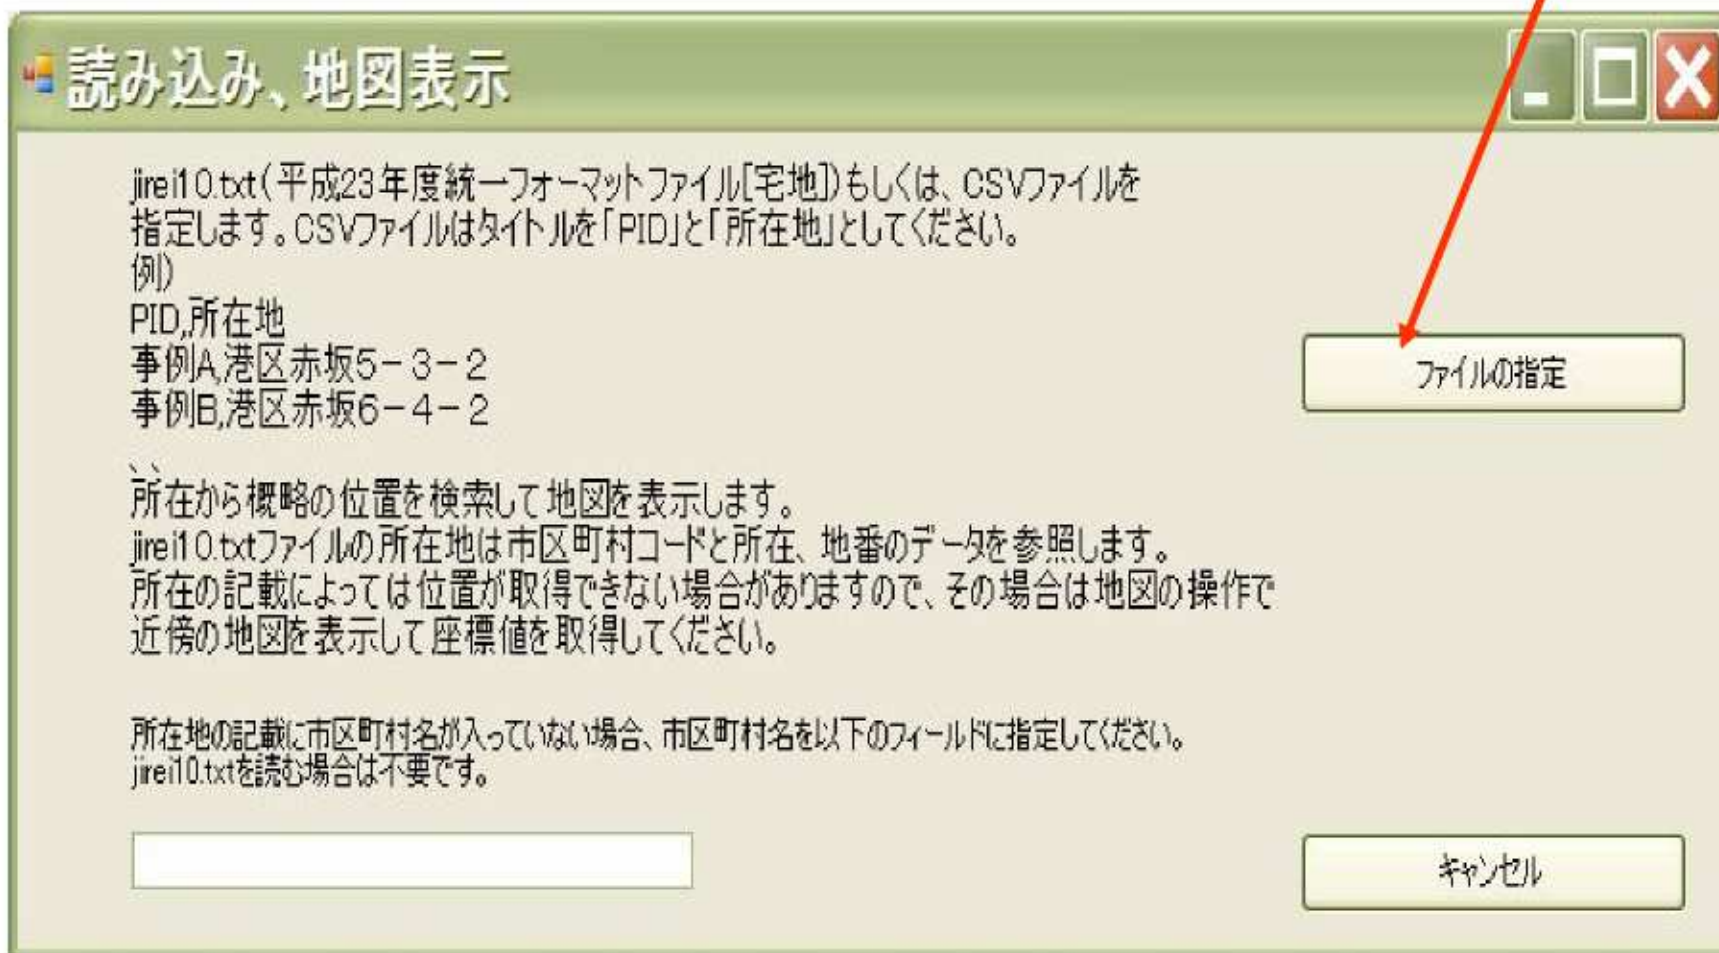 読み込み、地図表示
jirei10.txt(平成23年度統一フォーマットファイル[宅地])もしくは、CSVファイルを
指定します。CSVファイルはタイトルを「PID」と「所在地」としてください。
例)
PID,所在地
事例A,港区赤坂5－3－2
事例B,港区赤坂6－4－2
、、
所在から概略の位置を検索して地図を表示します。
jirei10.txtファイルの所在地は市区町村コードと所在、地番のデータを参照します。
所在の記載によっては位置が取得できない場合がありますので、その場合は地図の操作で
近傍の地図を表示して座標値を取得してください。
所在地の記載に市区町村名が入っていない場合、市区町村名を以下のフィールドに指定してください。
jirei10.txtを読む場合は不要です。
ファイルの指定
キャンセル